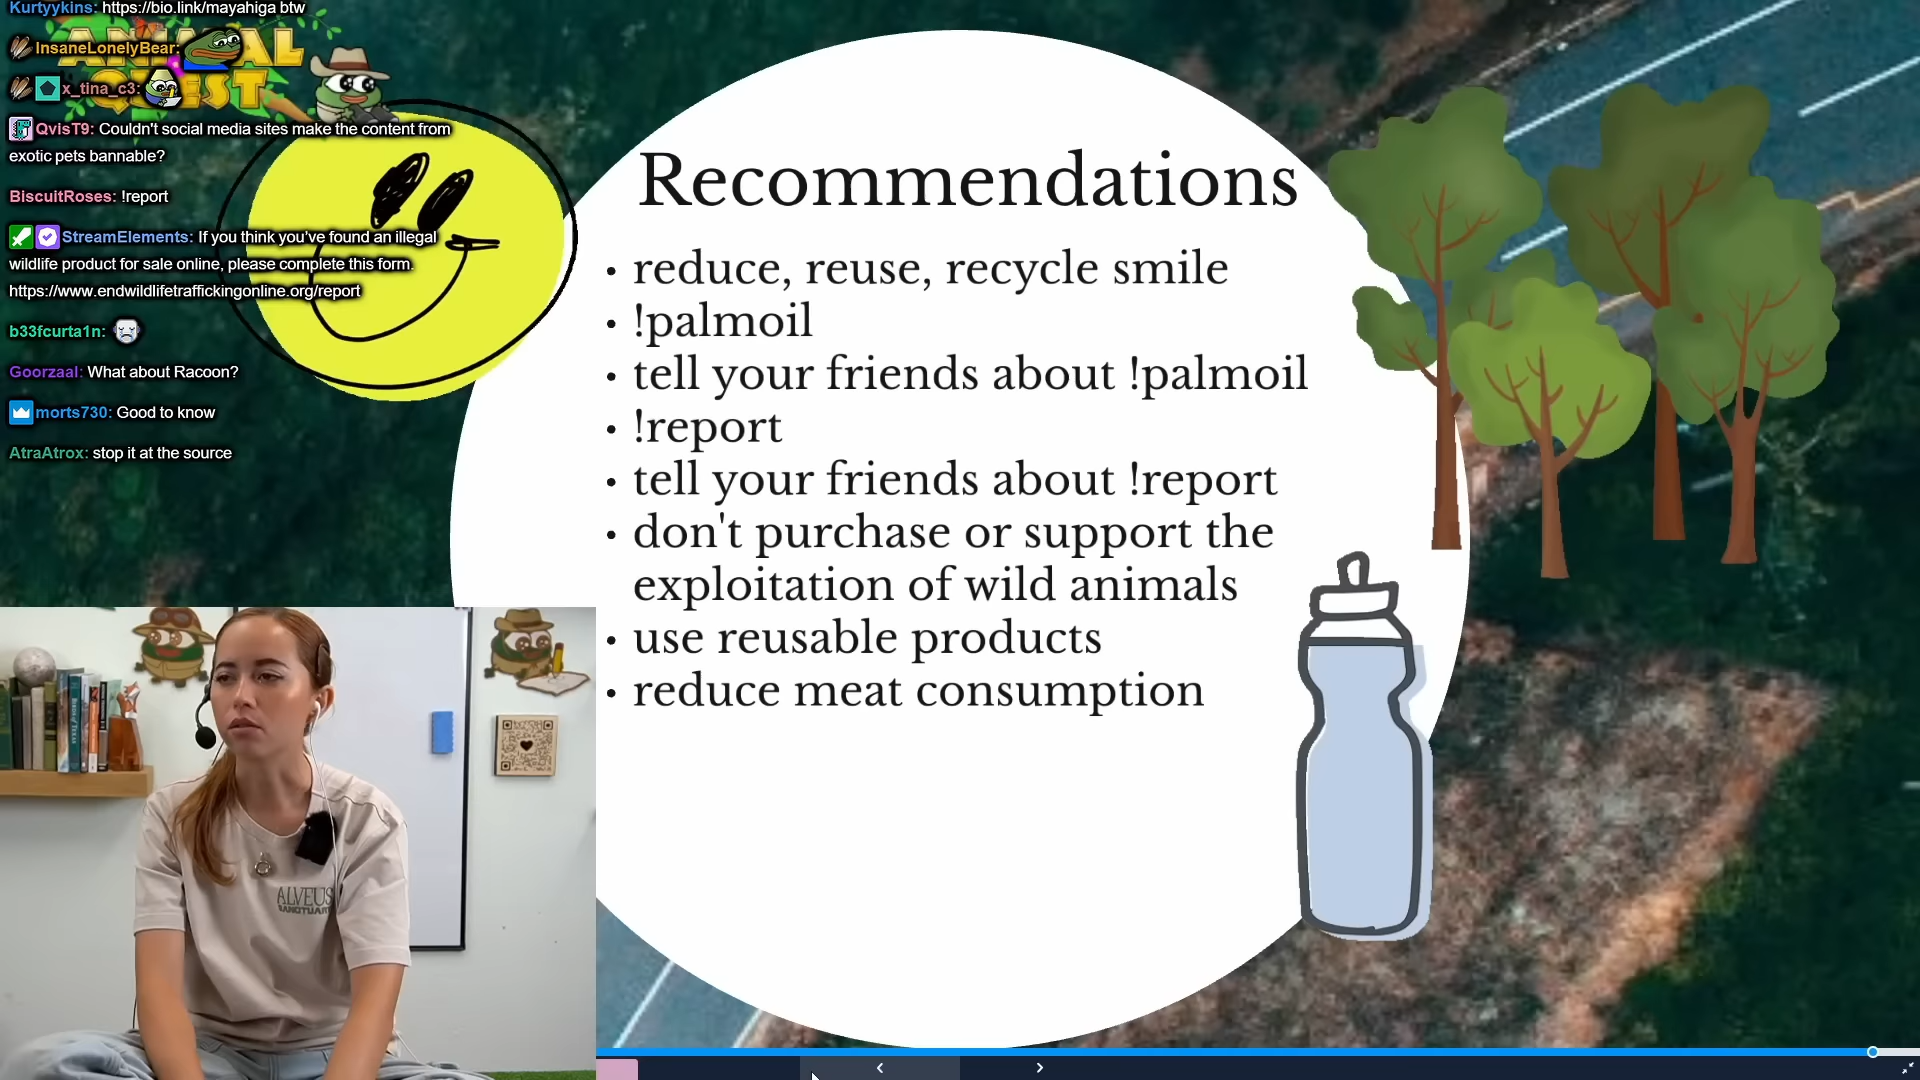 Kurtyykins: https://bio.link/mayahiga btw
ANIMAL
QUEST
InsaneLonelyBear:
x_tina_c3:
QvisT9: Couldn't social media sites make the content from
exotic pets bannable?
BiscuitRoses: !report
StreamElements: If you think you've found an illegal
wildlife product for sale online, please complete this form.
https://www.endwildlifetraffickingonline.org/report
b33fcurta1n:
Goorzaal: What about Racoon?
morts730: Good to know
AtraAtrox: stop it at the source
Recommendations
• reduce, reuse, recycle smile
• !palmoil
• tell your friends about !palmoil
• !report
• tell your friends about !report
• don't purchase or support the
exploitation of wild animals
• use reusable products
• reduce meat consumption
ALVEUS
SANCTUARY